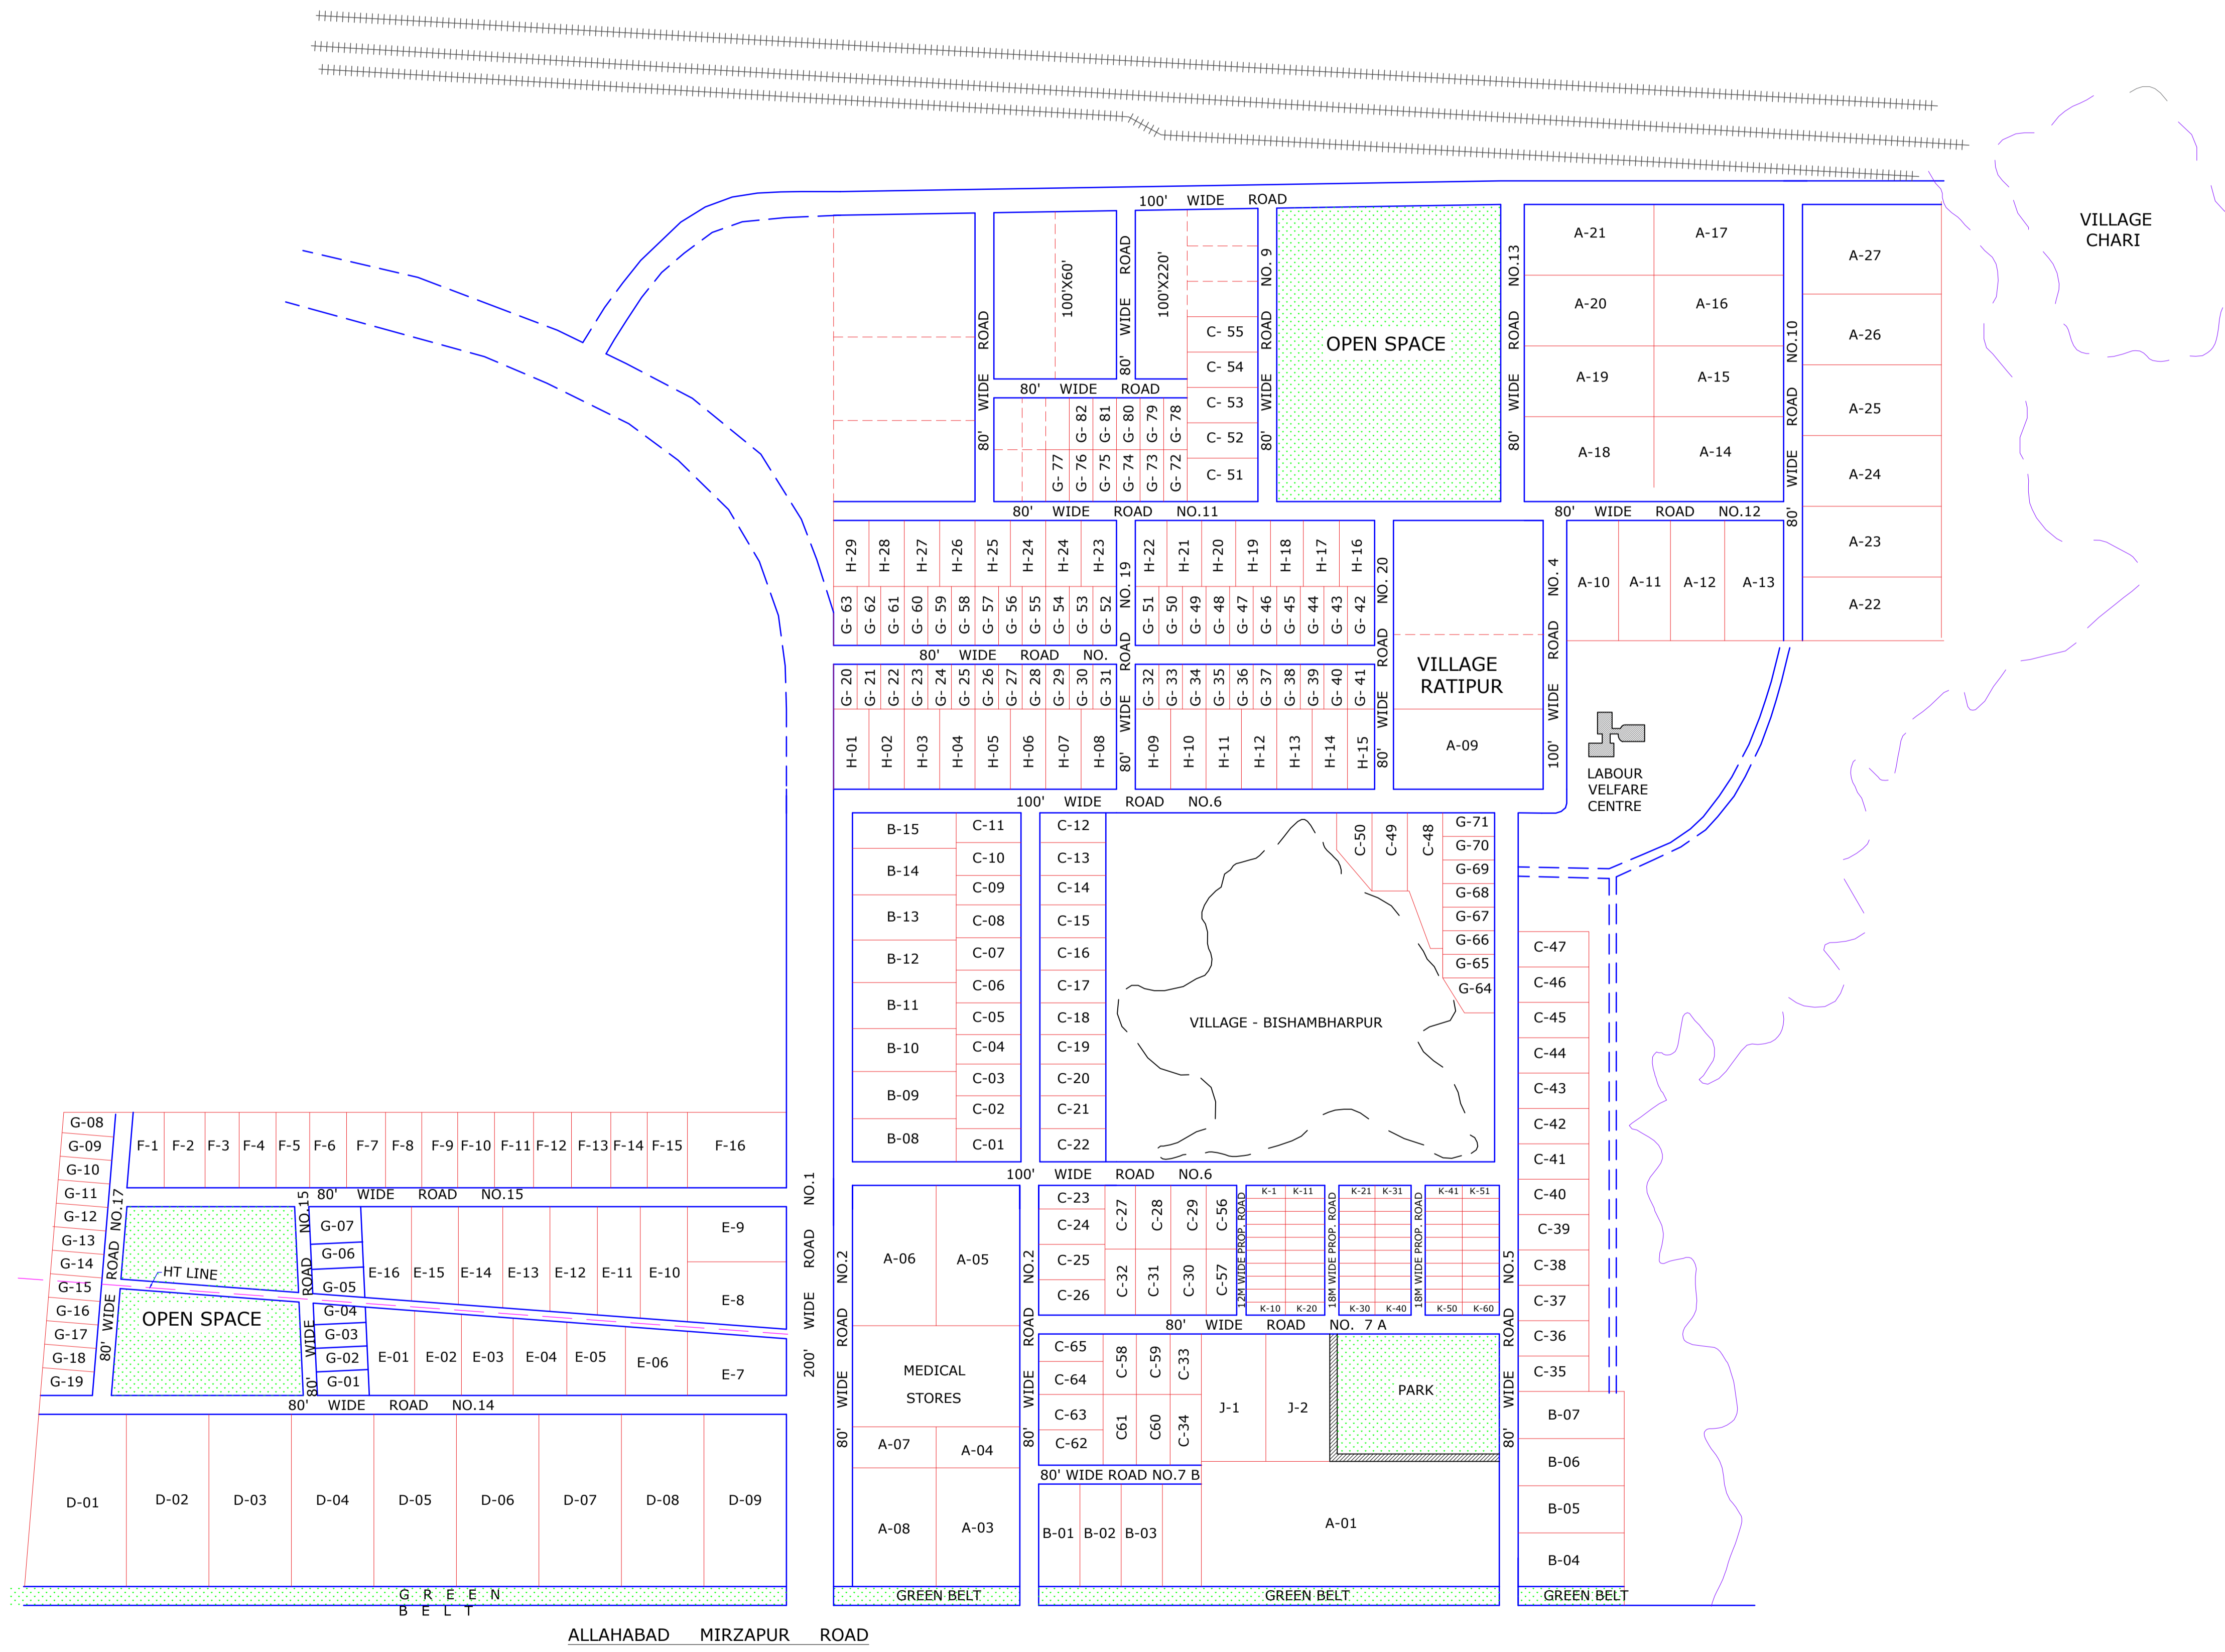 100' WIDE ROAD
VILLAGE
CHARI
80' WIDE ROAD
100'X60'
80' WIDE ROAD
100'X220'
80' WIDE ROAD NO. 9
OPEN SPACE
80' WIDE ROAD NO.13
A-21
A-17
A-20
A-16
A-19
A-15
A-18
A-14
80' WIDE ROAD NO.10
A-27
A-26
A-25
A-24
A-23
A-22
C- 55
C- 54
C- 53
C- 52
C- 51
80' WIDE ROAD
G- 82
G- 81
G- 80
G- 79
G- 78
G- 77
G- 76
G- 75
G- 74
G- 73
G- 72
80' WIDE ROAD NO.11
80' WIDE ROAD NO.12
H-29
H-28
H-27
H-26
H-25
H-24
H-24
H-23
80' WIDE ROAD NO. 19
H-22
H-21
H-20
H-19
H-18
H-17
H-16
80' WIDE ROAD NO. 20
100' WIDE ROAD NO. 4
A-10
A-11
A-12
A-13
G- 63
G- 62
G- 61
G- 60
G- 59
G- 58
G- 57
G- 56
G- 55
G- 54
G- 53
G- 52
G- 51
G- 50
G- 49
G- 48
G- 47
G- 46
G- 45
G- 44
G- 43
G- 42
80' WIDE ROAD NO.
VILLAGE
RATIPUR
G- 20
G- 21
G- 22
G- 23
G- 24
G- 25
G- 26
G- 27
G- 28
G- 29
G- 30
G- 31
G- 32
G- 33
G- 34
G- 35
G- 36
G- 37
G- 38
G- 39
G- 40
G- 41
H-01
H-02
H-03
H-04
H-05
H-06
H-07
H-08
H-09
H-10
H-11
H-12
H-13
H-14
H-15
A-09
LABOUR
VELFARE
CENTRE
100' WIDE ROAD NO.6
B-15
B-14
B-13
B-12
B-11
B-10
B-09
B-08
C-11
C-10
C-09
C-08
C-07
C-06
C-05
C-04
C-03
C-02
C-01
C-12
C-13
C-14
C-15
C-16
C-17
C-18
C-19
C-20
C-21
C-22
C-50
C-49
C-48
G-71
G-70
G-69
G-68
G-67
G-66
G-65
G-64
VILLAGE - BISHAMBHARPUR
C-47
C-46
C-45
C-44
C-43
C-42
C-41
C-40
C-39
C-38
C-37
C-36
C-35
B-07
B-06
B-05
B-04
G-08
G-09
G-10
G-11
G-12
G-13
G-14
G-15
G-16
G-17
G-18
G-19
80' WIDE ROAD NO.17
F-1
F-2
F-3
F-4
F-5
F-6
F-7
F-8
F-9
F-10
F-11
F-12
F-13
F-14
F-15
F-16
80' WIDE ROAD NO.15
80' WIDE ROAD NO.15
HT LINE
OPEN SPACE
G-07
G-06
G-05
G-04
G-03
G-02
G-01
E-16
E-15
E-14
E-13
E-12
E-11
E-10
E-9
E-8
E-01
E-02
E-03
E-04
E-05
E-06
E-7
80' WIDE ROAD NO.14
D-01
D-02
D-03
D-04
D-05
D-06
D-07
D-08
D-09
G R E E N
B E L T
200' WIDE ROAD NO.1
80' WIDE ROAD NO.2
100' WIDE ROAD NO.6
A-06
A-05
MEDICAL
STORES
A-07
A-04
A-08
A-03
GREEN BELT
80' WIDE ROAD NO.2
C-23
C-24
C-25
C-26
C-27
C-28
C-29
C-56
C-32
C-31
C-30
C-57
12M WIDE PROP. ROAD
K-1
K-11
K-10
K-20
18M WIDE PROP. ROAD
K-21
K-31
K-30
K-40
18M WIDE PROP. ROAD
K-41
K-51
K-50
K-60
80' WIDE ROAD NO.5
80' WIDE ROAD NO. 7 A
C-65
C-64
C-63
C-62
C-58
C-59
C-33
C61
C60
C-34
J-1
J-2
PARK
80' WIDE ROAD NO.7 B
B-01
B-02
B-03
A-01
GREEN BELT
GREEN BELT
ALLAHABAD MIRZAPUR ROAD